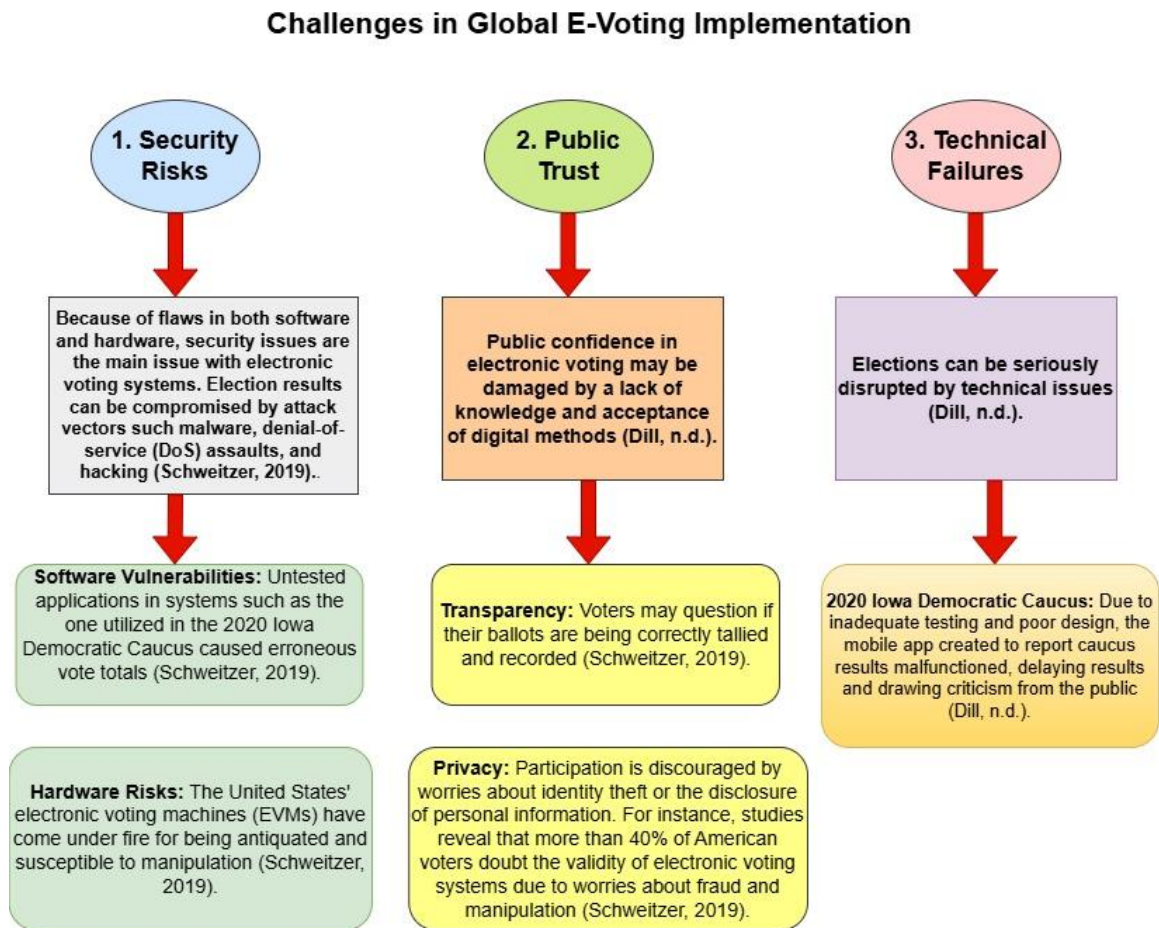 Challenges in Global E-Voting Implementation
1. Security
Risks
Because of flaws in both software
and hardware, security issues are
the main issue with electronic
voting systems. Election results
can be compromised by attack
vectors such malware, denial-of-
service (DoS) assaults, and
hacking (Schweitzer, 2019)..
Software Vulnerabilities: Untested
applications in systems such as the
one utilized in the 2020 Iowa
Democratic Caucus caused erroneous
vote totals (Schweitzer, 2019).
Hardware Risks: The United States'
electronic voting machines (EVMs) have
come under fire for being antiquated and
susceptible to manipulation (Schweitzer,
2019).
2. Public
Trust
Public confidence in
electronic voting may be
damaged by a lack of
knowledge and acceptance
of digital methods (Dill, n.d.).
Transparency: Voters may question if
their ballots are being correctly tallied
and recorded (Schweitzer, 2019).
Privacy: Participation is discouraged by
worries about identity theft or the disclosure
of personal information. For instance, studies
reveal that more than 40% of American
voters doubt the validity of electronic voting
systems due to worries about fraud and
manipulation (Schweitzer, 2019).
3. Technical
Failures
Elections can be seriously
disrupted by technical issues
(Dill, n.d.).
2020 Iowa Democratic Caucus: Due to
inadequate testing and poor design, the
mobile app created to report caucus
results malfunctioned, delaying results
and drawing criticism from the public
(Dill, n.d.).